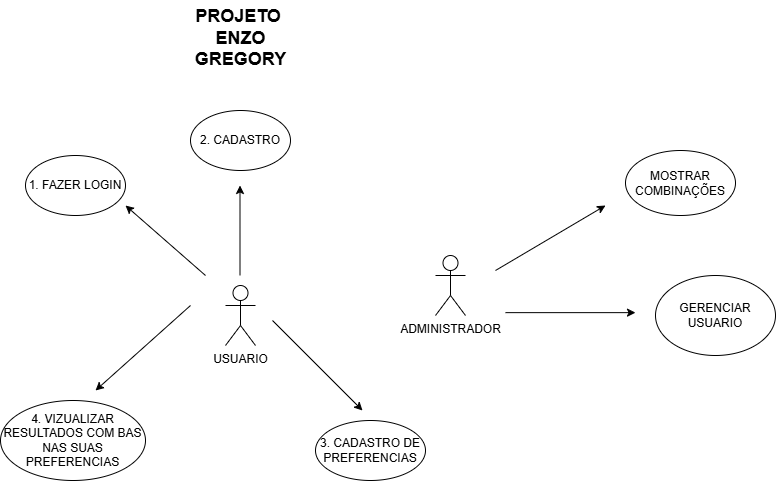 PROJETO
ENZO
GREGORY
2. CADASTRO
1. FAZER LOGIN
MOSTRAR
COMBINAÇÕES
ADMINISTRADOR
GERENCIAR
USUARIO
USUARIO
4. VIZUALIZAR
RESULTADOS COM BAS
NAS SUAS
PREFERENCIAS
3. CADASTRO DE
PREFERENCIAS